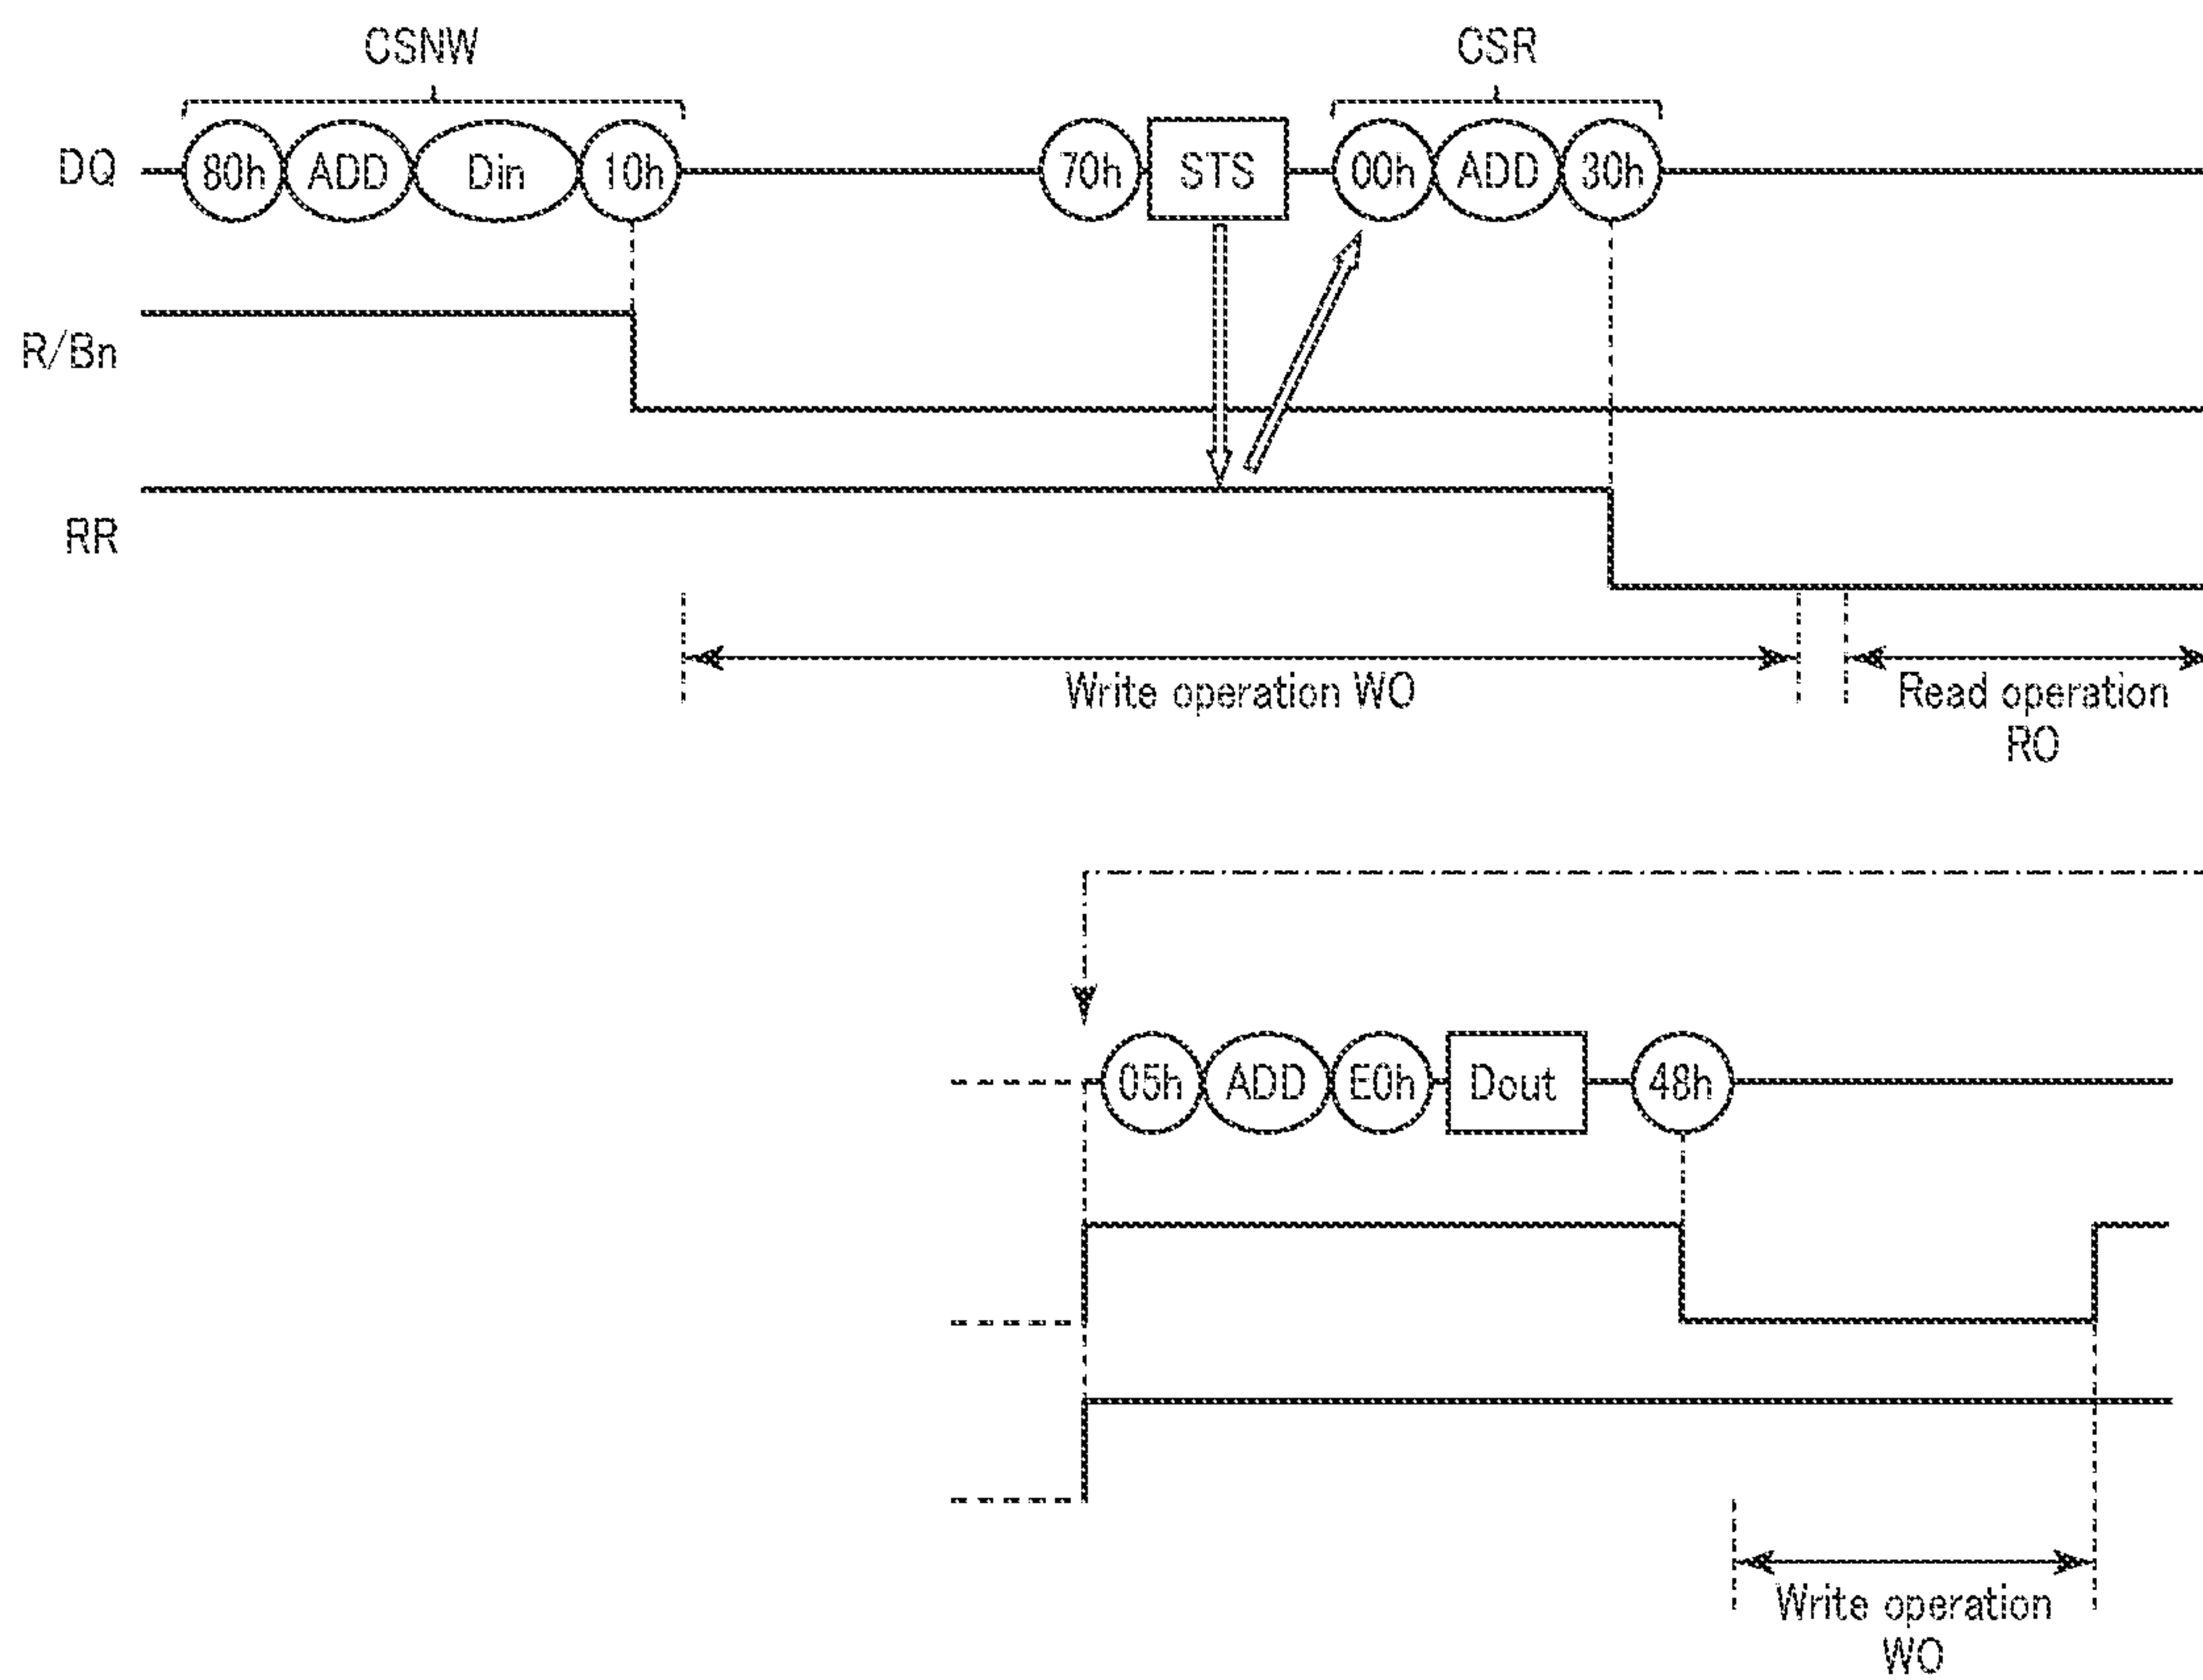 CSNW CSR
DQ 80h ADD Din 10h 70h STS 00h ADD 30h
R/Bn
RR
Write operation WO Read operation
RO
05h ADD E0h Dout 48h
Write operation
WO